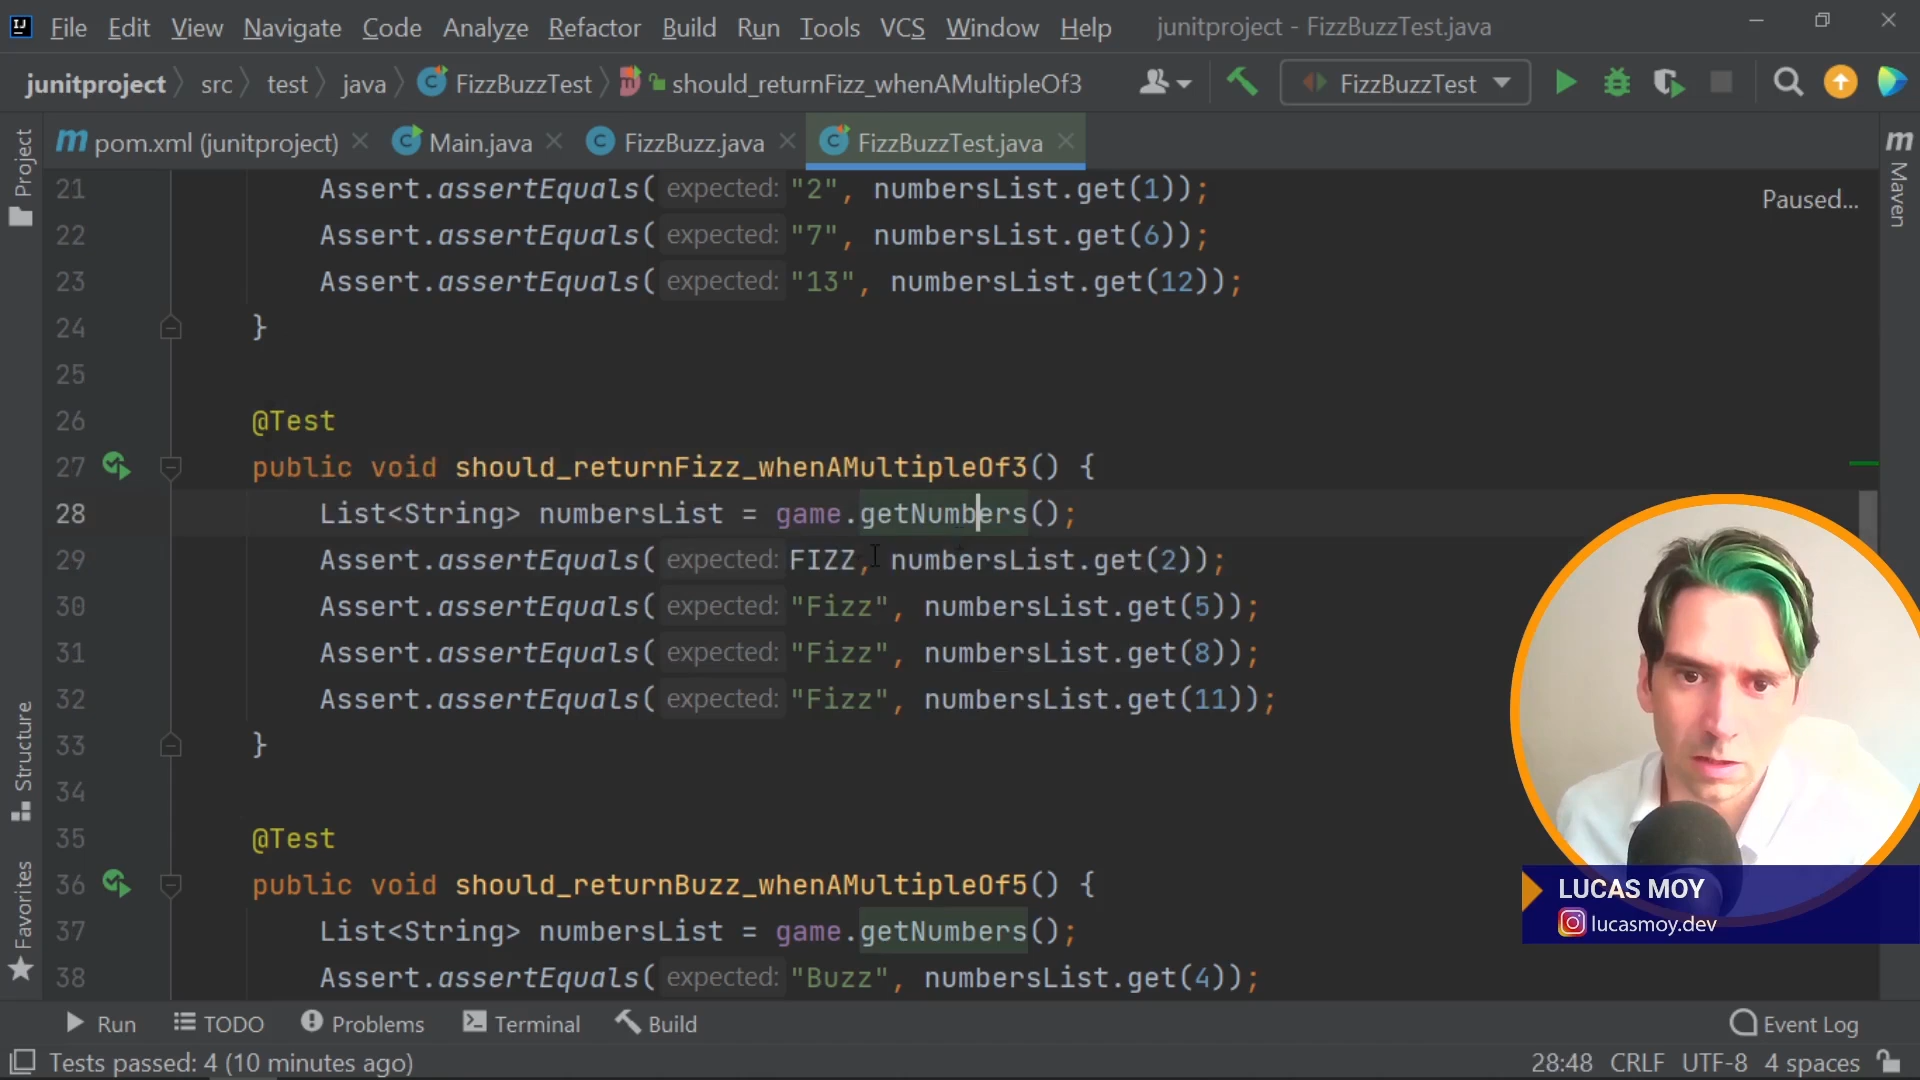 File Edit View Navigate Code Analyze Refactor Build Run Tools VCS Window Help junitproject - FizzBuzzTest.java
junitproject src test java FizzBuzzTest should_returnFizz_whenAMultipleOf3 FizzBuzzTest
pom.xml (junitproject) Main.java FizzBuzz.java FizzBuzzTest.java
Project
Maven
Structure
Favorites
Paused...
21 Assert.assertEquals( expected: "2", numbersList.get(1));
22 Assert.assertEquals( expected: "7", numbersList.get(6));
23 Assert.assertEquals( expected: "13", numbersList.get(12));
24 }
25
26 @Test
27 public void should_returnFizz_whenAMultipleOf3() {
28 List<String> numbersList = game.getNumbers();
29 Assert.assertEquals( expected: FIZZ, numbersList.get(2));
30 Assert.assertEquals( expected: "Fizz", numbersList.get(5));
31 Assert.assertEquals( expected: "Fizz", numbersList.get(8));
32 Assert.assertEquals( expected: "Fizz", numbersList.get(11));
33 }
34
35 @Test
36 public void should_returnBuzz_whenAMultipleOf5() {
37 List<String> numbersList = game.getNumbers();
38 Assert.assertEquals( expected: "Buzz", numbersList.get(4));
LUCAS MOY
lucasmoy.dev
Run TODO Problems Terminal Build Event Log
Tests passed: 4 (10 minutes ago) 28:48 CRLF UTF-8 4 spaces